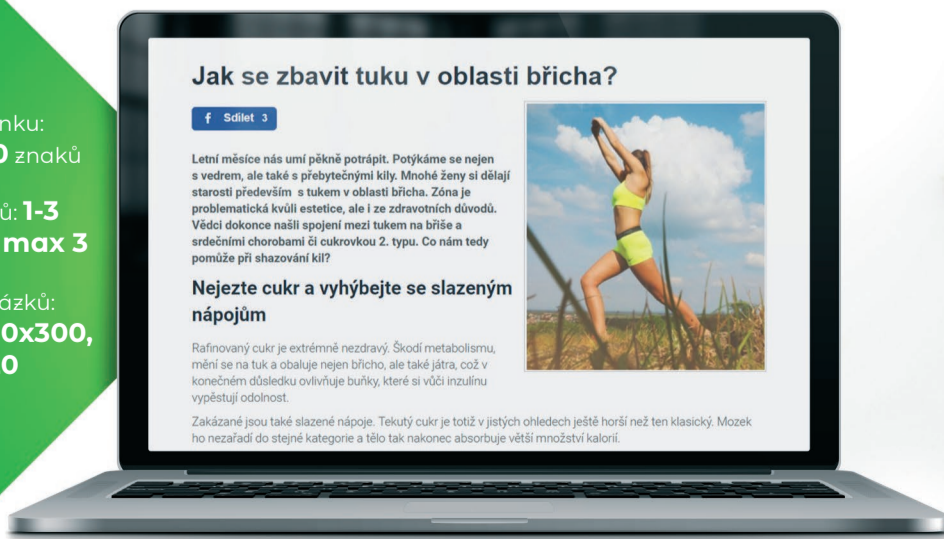 znaků
1-3
max 3
Jak se zbavit tuku v oblasti břicha?
f Sdílet 3
Letní měsíce nás umí pěkně potrápit. Potýkáme se nejen
s vedrem, ale také s přebytečnými kily. Mnohé ženy si dělají
starosti především s tukem v oblasti břicha. Zóna je
problematická kvůli estetice, ale i ze zdravotních důvodů.
Vědci dokonce našli spojení mezi tukem na břiše a
srdečními chorobami či cukrovkou 2. typu. Co nám tedy
pomůže při shazování kil?
Nejezte cukr a vyhýbejte se slazeným
nápojům
Rafinovaný cukr je extrémně nezdravý. Škodí metabolismu,
mění se na tuk a obaluje nejen břicho, ale také játra, což v
konečném důsledku ovlivňuje buňky, které si vůči inzulínu
vypěstují odolnost.
Zakázané jsou také slazené nápoje. Tekutý cukr je totiž v jistých ohledech ještě horší než ten klasický. Mozek
ho nezařadí do stejné kategorie a tělo tak nakonec absorbuje větší množství kalorií.